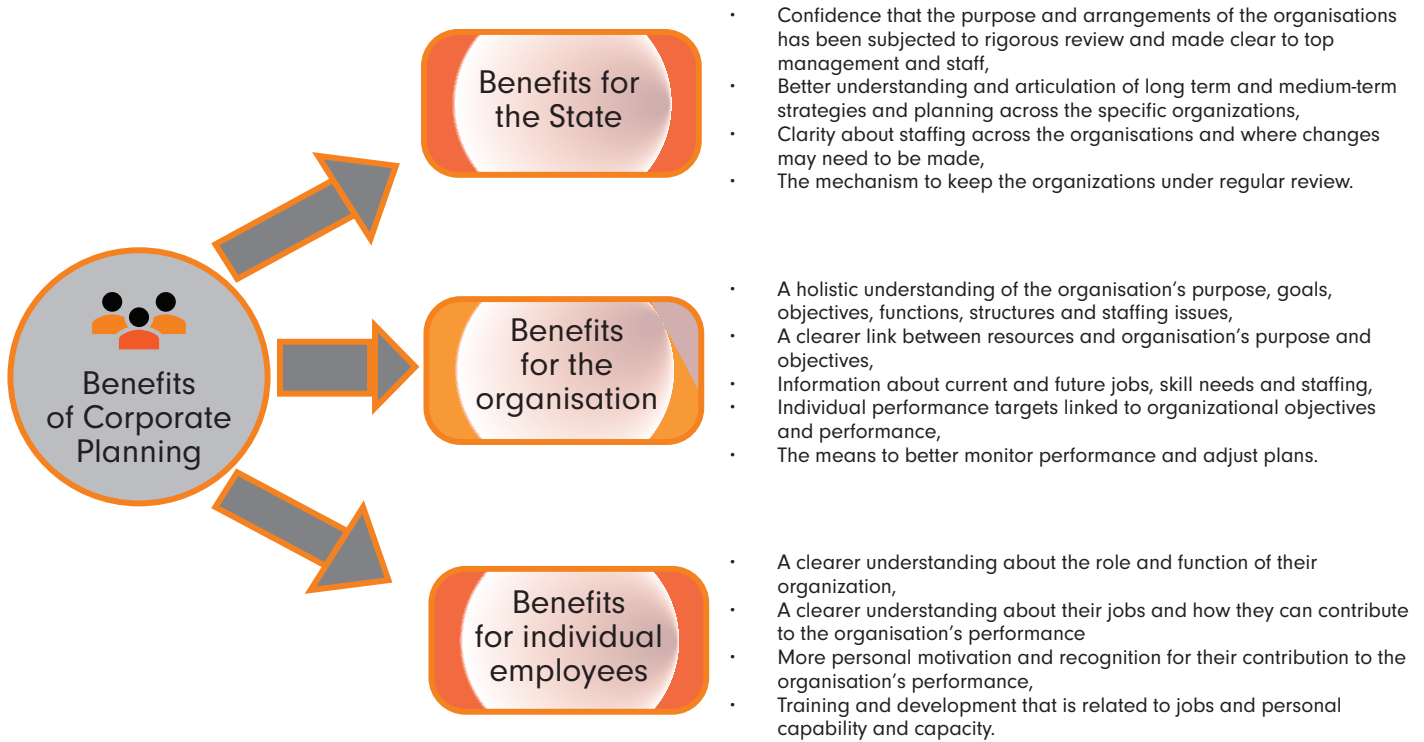 Benefits
of Corporate
Planning
Benefits for
the State
• Confidence that the purpose and arrangements of the organisations
has been subjected to rigorous review and made clear to top
management and staff,
• Better understanding and articulation of long term and medium-term
strategies and planning across the specific organizations,
• Clarity about staffing across the organisations and where changes
may need to be made,
• The mechanism to keep the organizations under regular review.
Benefits
for the
organisation
• A holistic understanding of the organisation’s purpose, goals,
objectives, functions, structures and staffing issues,
• A clearer link between resources and organisation’s purpose and
objectives,
• Information about current and future jobs, skill needs and staffing,
• Individual performance targets linked to organizational objectives
and performance,
• The means to better monitor performance and adjust plans.
Benefits
for individual
employees
• A clearer understanding about the role and function of their
organization,
• A clearer understanding about their jobs and how they can contribute
to the organisation’s performance
• More personal motivation and recognition for their contribution to the
organisation’s performance,
• Training and development that is related to jobs and personal
capability and capacity.